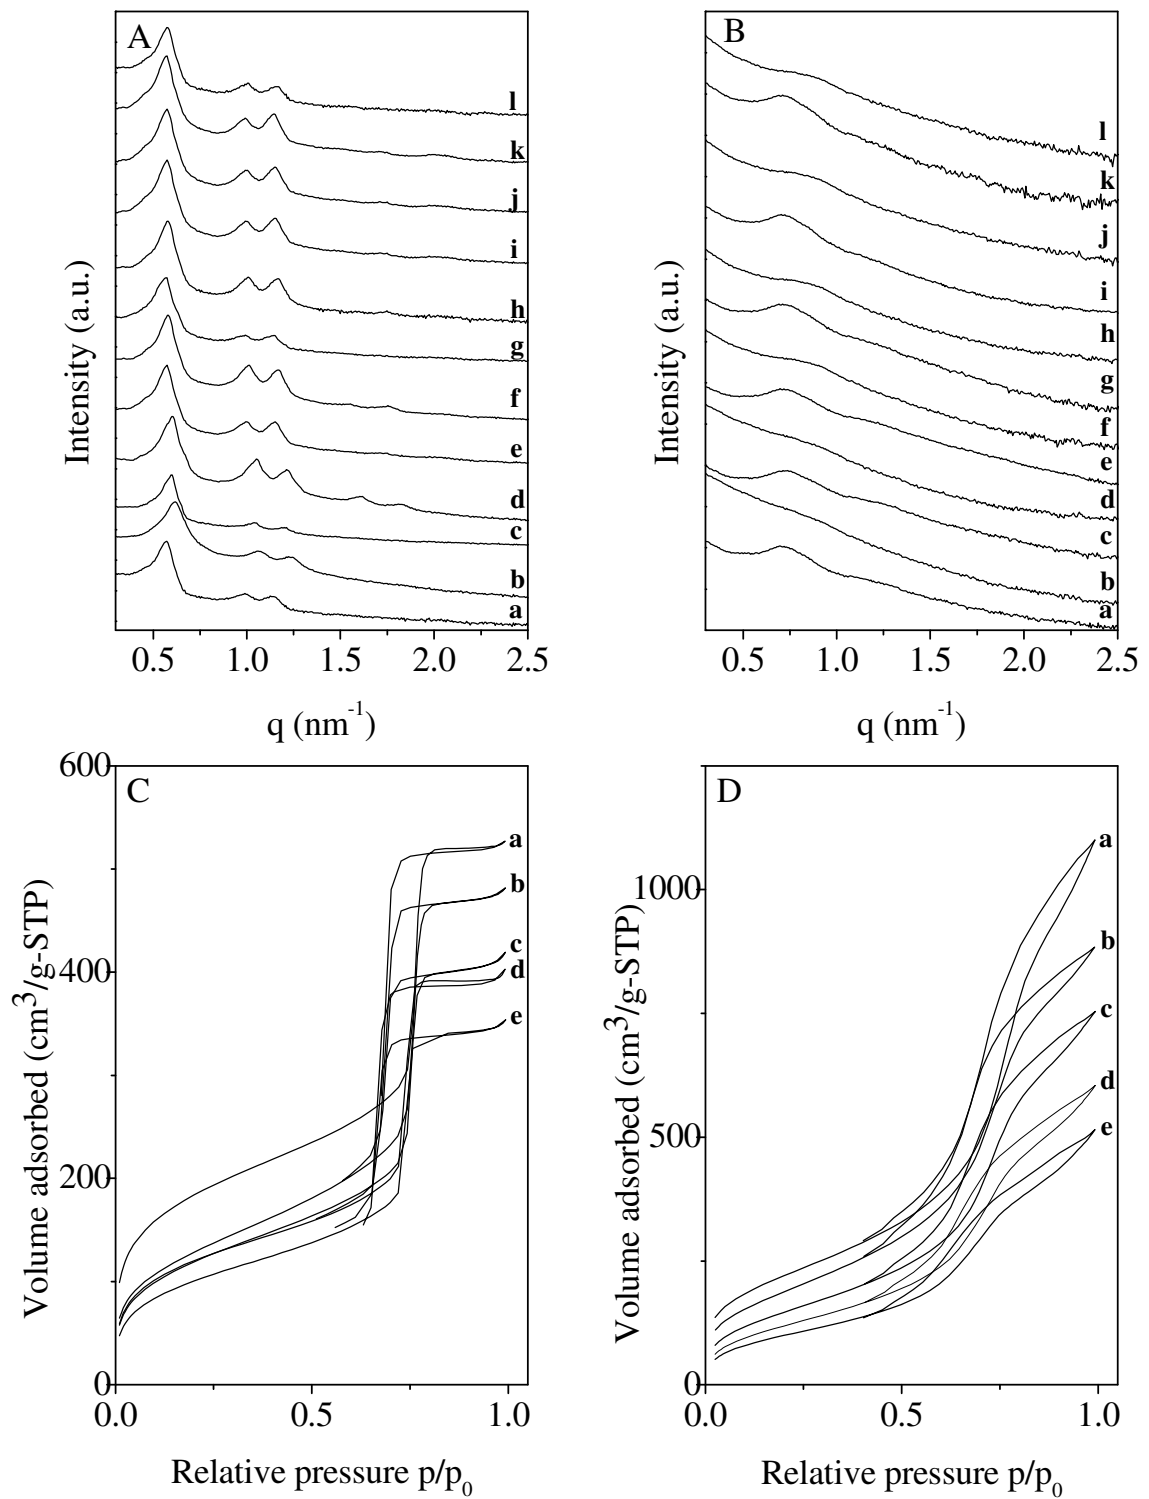 A
l
k
j
i
h
g
f
e
d
c
b
a
Intensity (a.u.)
0.5 1.0 1.5 2.0 2.5
q (nm-1)
B
l
k
j
i
h
g
f
e
d
c
b
a
Intensity (a.u.)
0.5 1.0 1.5 2.0 2.5
q (nm-1)
C
600
400
200
0
a
b
c
d
e
Volume adsorbed (cm3/g-STP)
0.0 0.5 1.0
Relative pressure p/p0
D
1000
500
0
a
b
c
d
e
Volume adsorbed (cm3/g-STP)
0.0 0.5 1.0
Relative pressure p/p0